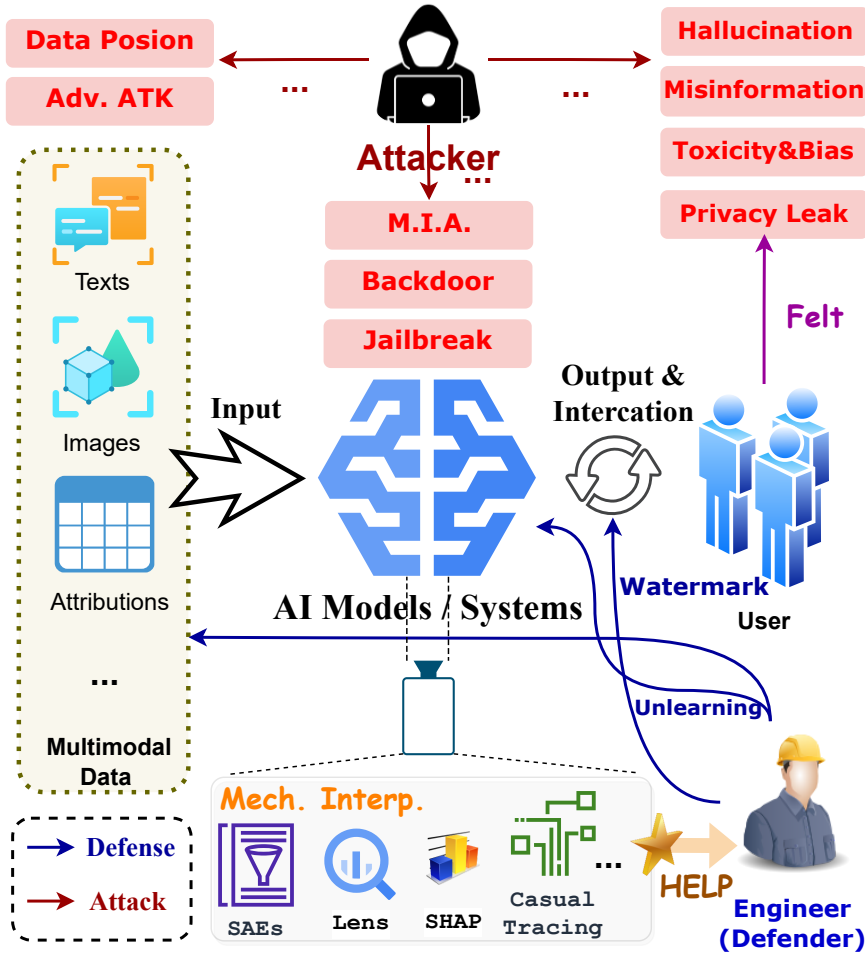 Data Posion
Adv. ATK
...
...
Hallucination
Misinformation
Toxicity&Bias
Privacy Leak
Attacker
...
M.I.A.
Backdoor
Jailbreak
Texts
Images
Attributions
...
Multimodal
Data
Input
Output &
Intercation
Felt
AI Models / Systems
Watermark
User
Unlearning
Defense
Attack
Mech. Interp.
SAEs
Lens
SHAP
Casual
Tracing
...
HELP
Engineer
(Defender)